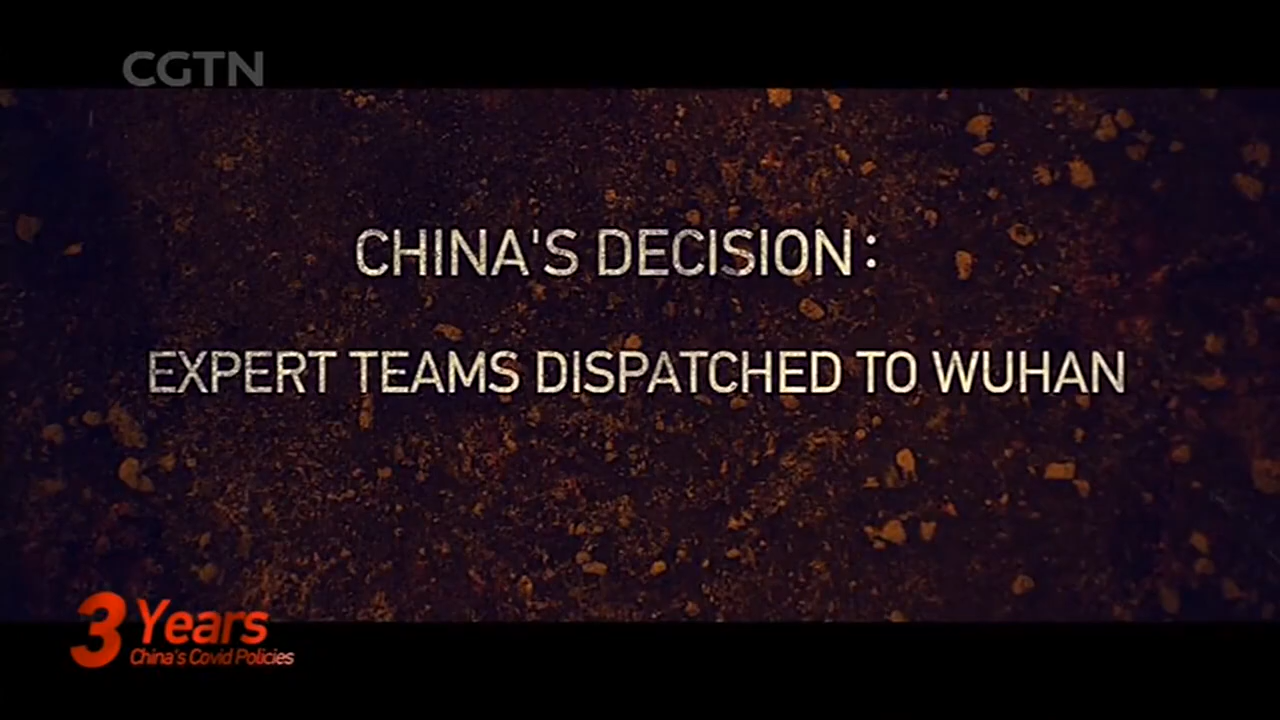 CGTN
CHINA'S DECISION:
EXPERT TEAMS DISPATCHED TO WUHAN
3 Years
China's Covid Policies